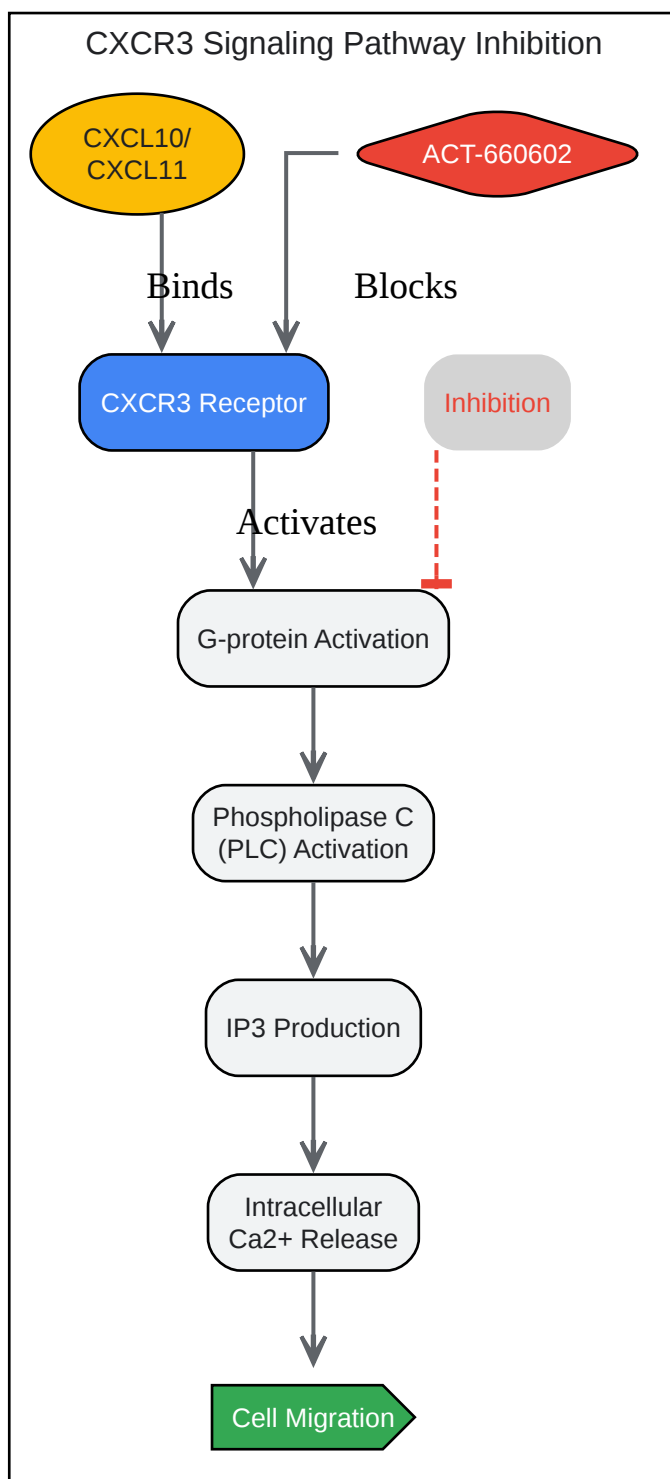 CXCR3 Signaling Pathway Inhibition
CXCL10/
CXCL11
ACT-660602
Binds
Blocks
CXCR3 Receptor
Inhibition
Activates
G-protein Activation
Phospholipase C
(PLC) Activation
IP3 Production
Intracellular
Ca2+ Release
Cell Migration